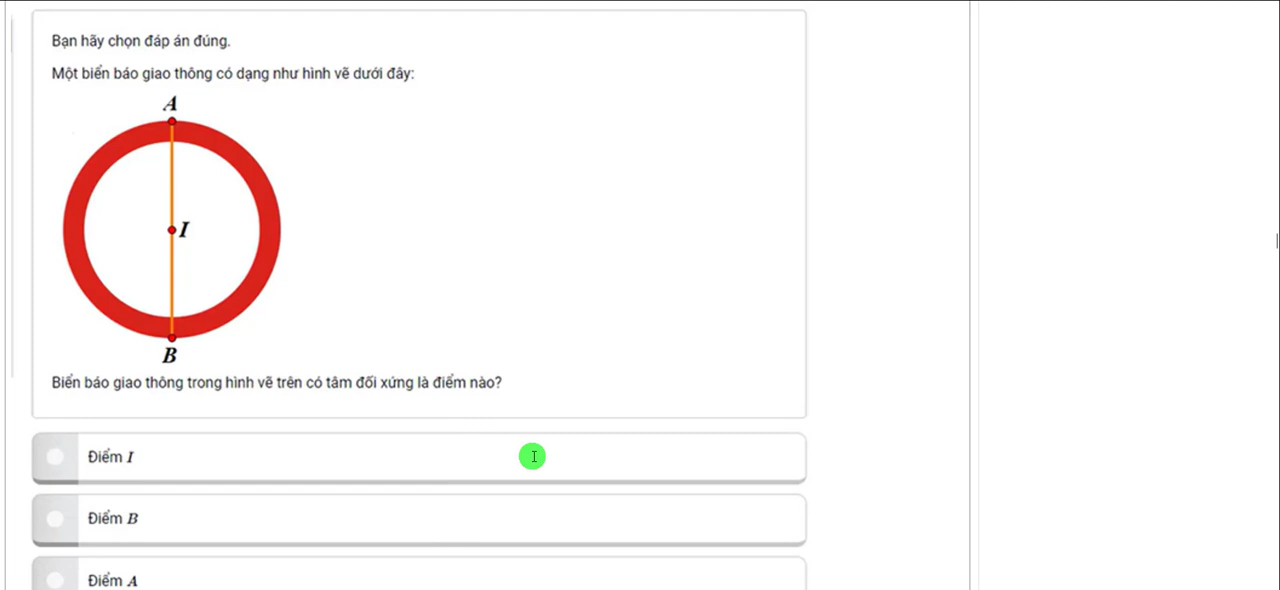 Bạn hãy chọn đáp án đúng.
Một biển báo giao thông có dạng như hình vẽ dưới đây:
A
I
B
Biển báo giao thông trong hình vẽ trên có tâm đối xứng là điểm nào?
Điểm I
Điểm B
Điểm A